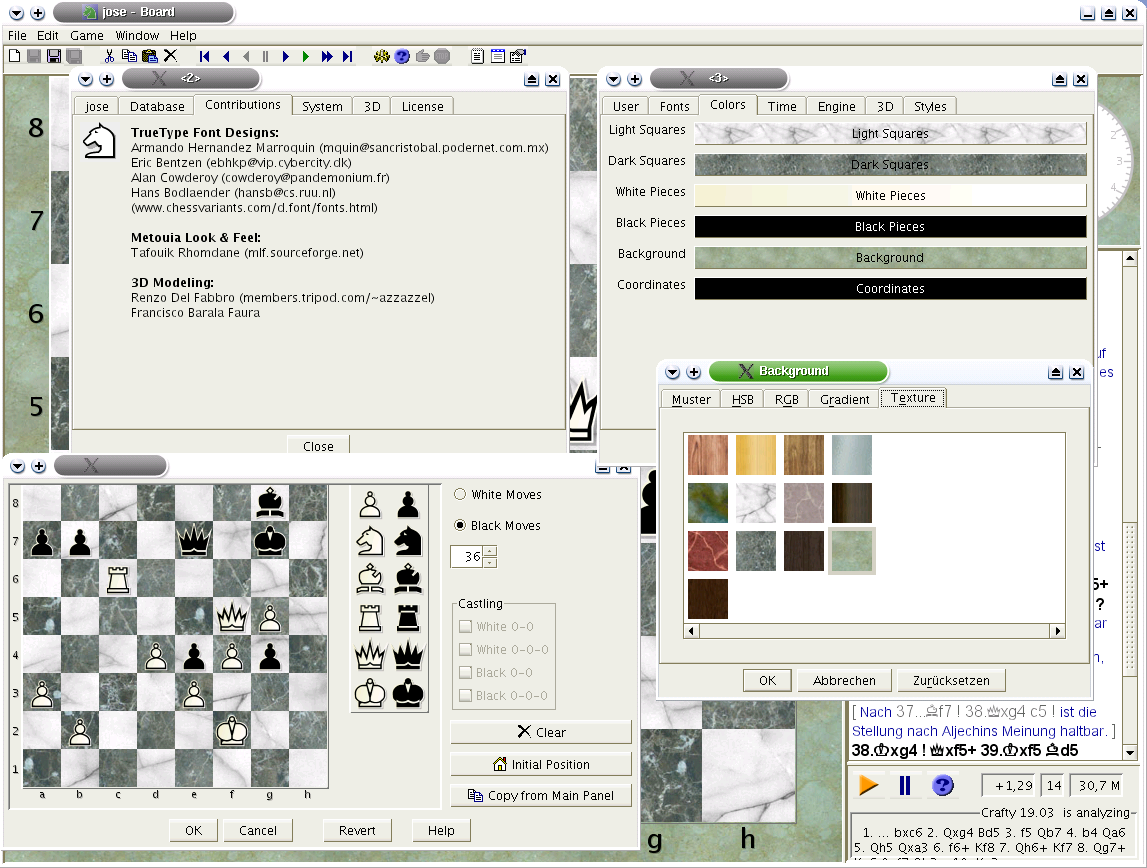 jose - Board
File Edit Game Window Help
<2>
jose Database Contributions System 3D License
TrueType Font Designs:
Armando Hernandez Marroquin (mquin@sancristobal.podernet.com.mx)
Eric Bentzen (ebhkp@vip.cybercity.dk)
Alan Cowderoy (cowderoy@pandemonium.fr)
Hans Bodlaender (hansb@cs.ruu.nl)
(www.chessvariants.com/d.font/fonts.html)
Metouia Look & Feel:
Tafouik Rhomdane (mlf.sourceforge.net)
3D Modeling:
Renzo Del Fabbro (members.tripod.com/~azzazzel)
Francisco Barala Faura
Close
<3>
User Fonts Colors Time Engine 3D Styles
Light Squares Light Squares
Dark Squares Dark Squares
White Pieces White Pieces
Black Pieces Black Pieces
Background Background
Coordinates Coordinates
2
3
4
8
7
6
5
Background
Muster HSB RGB Gradient Texture
OK Abbrechen Zurücksetzen
8
7
6
5
4
3
2
1
a b c d e f g h
White Moves
Black Moves
36
Castling
White 0-0
White 0-0-0
Black 0-0
Black 0-0-0
Clear
Initial Position
Copy from Main Panel
OK Cancel Revert Help
g h
uf
es
st
5+
?
ar
n,
[ Nach 37...♗f7 ! 38.♕xg4 c5 ! ist die
Stellung nach Aljechins Meinung haltbar. ]
38.♔xg4 ! ♕xf5+ 39.♔xf5 ♗d5
+1,29 14 30,7 M
Crafty 19.03 is analyzing
1. ... bxc6 2. Qxg4 Bd5 3. f5 Qb7 4. b4 Qa6
5. Qh5 Qxa3 6. f6+ Kf8 7. Qh6+ Kf7 8. Qg7+